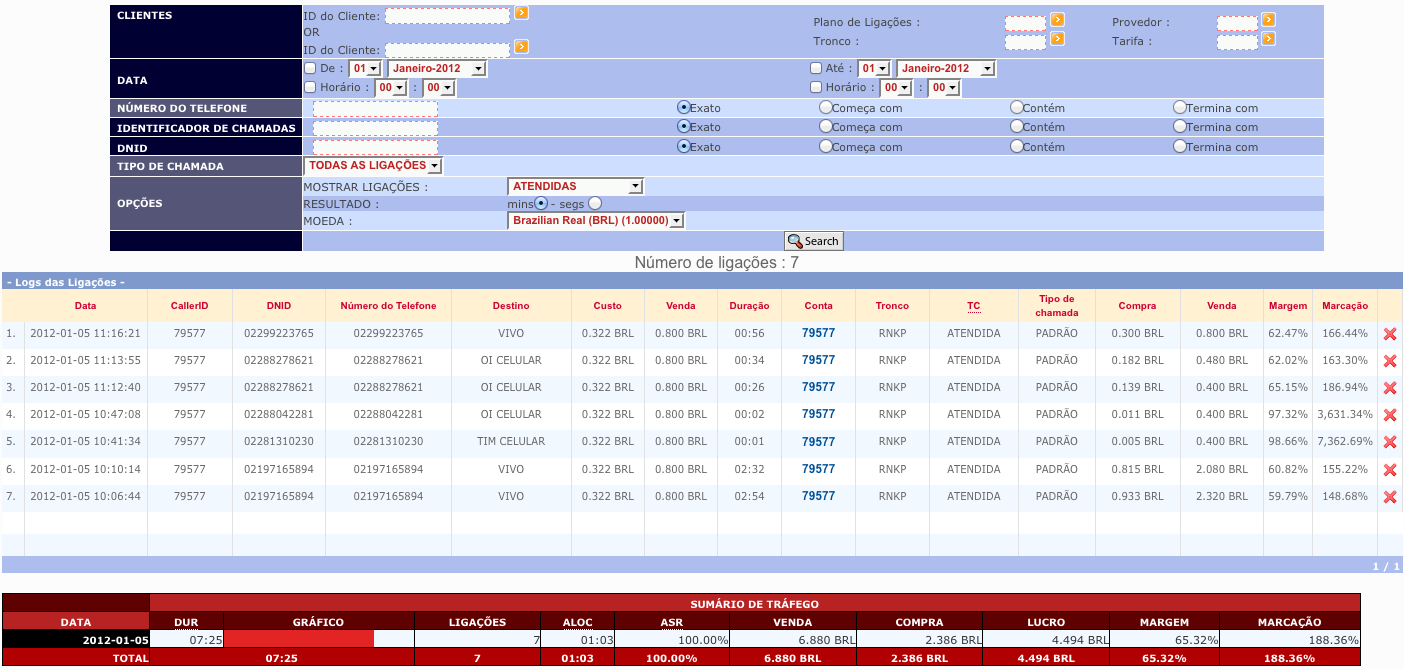 CLIENTES ID do Cliente: Plano de Ligações : Provedor :
OR
ID do Cliente: Tronco : Tarifa :
DATA De : 01 Janeiro-2012 Até : 01 Janeiro-2012
Horário : 00 : 00 Horário : 00 : 00
NÚMERO DO TELEFONE Exato Começa com Contém Termina com
IDENTIFICADOR DE CHAMADAS Exato Começa com Contém Termina com
DNID Exato Começa com Contém Termina com
TIPO DE CHAMADA TODAS AS LIGAÇÕES
OPÇÕES MOSTRAR LIGAÇÕES : ATENDIDAS
RESULTADO : mins - segs
MOEDA : Brazilian Real (BRL) (1.00000)
Search
Número de ligações : 7
- Logs das Ligações -
Data CallerID DNID Número do Telefone Destino Custo Venda Duração Conta Tronco TC Tipo de chamada Compra Venda Margem Marcação
1. 2012-01-05 11:16:21 79577 02299223765 02299223765 VIVO 0.322 BRL 0.800 BRL 00:56 79577 RNKP ATENDIDA PADRÃO 0.300 BRL 0.800 BRL 62.47% 166.44%
2. 2012-01-05 11:13:55 79577 02288278621 02288278621 OI CELULAR 0.322 BRL 0.800 BRL 00:34 79577 RNKP ATENDIDA PADRÃO 0.182 BRL 0.480 BRL 62.02% 163.30%
3. 2012-01-05 11:12:40 79577 02288278621 02288278621 OI CELULAR 0.322 BRL 0.800 BRL 00:26 79577 RNKP ATENDIDA PADRÃO 0.139 BRL 0.400 BRL 65.15% 186.94%
4. 2012-01-05 10:47:08 79577 02288042281 02288042281 OI CELULAR 0.322 BRL 0.800 BRL 00:02 79577 RNKP ATENDIDA PADRÃO 0.011 BRL 0.400 BRL 97.32% 3,631.34%
5. 2012-01-05 10:41:34 79577 02281310230 02281310230 TIM CELULAR 0.322 BRL 0.800 BRL 00:01 79577 RNKP ATENDIDA PADRÃO 0.005 BRL 0.400 BRL 98.66% 7,362.69%
6. 2012-01-05 10:10:14 79577 02197165894 02197165894 VIVO 0.322 BRL 0.800 BRL 02:32 79577 RNKP ATENDIDA PADRÃO 0.815 BRL 2.080 BRL 60.82% 155.22%
7. 2012-01-05 10:06:44 79577 02197165894 02197165894 VIVO 0.322 BRL 0.800 BRL 02:54 79577 RNKP ATENDIDA PADRÃO 0.933 BRL 2.320 BRL 59.79% 148.68%
1 / 1
SUMÁRIO DE TRÁFEGO
DATA DUR GRÁFICO LIGAÇÕES ALOC ASR VENDA COMPRA LUCRO MARGEM MARCAÇÃO
2012-01-05 07:25 7 01:03 100.00% 6.880 BRL 2.386 BRL 4.494 BRL 65.32% 188.36%
TOTAL 07:25 7 01:03 100.00% 6.880 BRL 2.386 BRL 4.494 BRL 65.32% 188.36%